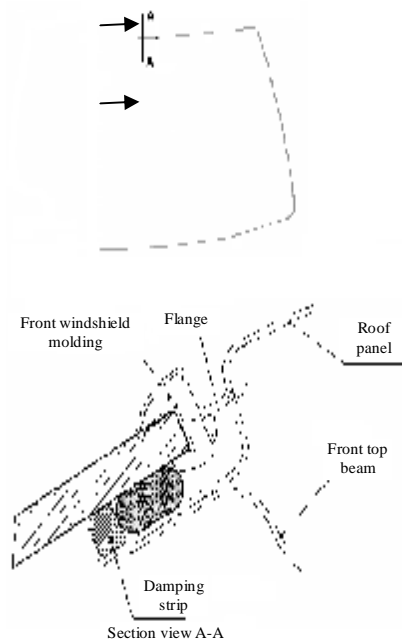 A
A
Front windshield
molding
Flange
Roof
panel
Front top
beam
Damping
strip
Section view A-A